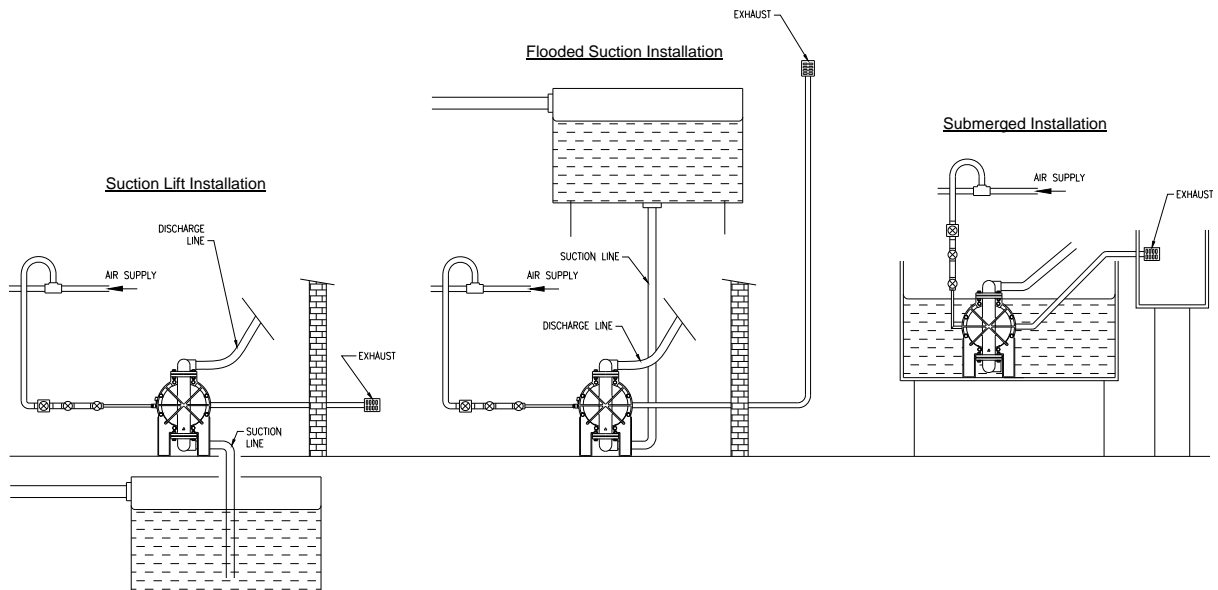 Suction Lift Installation
DISCHARGE
LINE
AIR SUPPLY
EXHAUST
SUCTION
LINE
Flooded Suction Installation
EXHAUST
SUCTION LINE
AIR SUPPLY
DISCHARGE LINE
Submerged Installation
AIR SUPPLY
EXHAUST